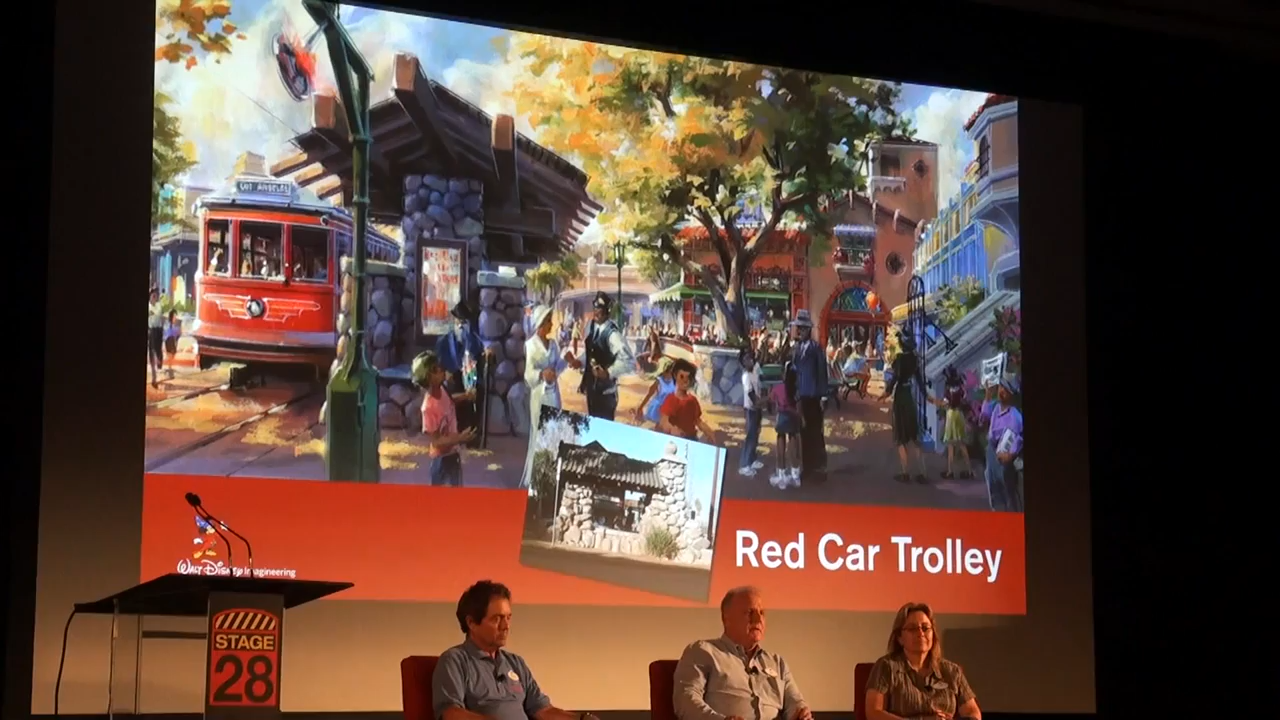 LOS ANGELES
Red Car Trolley
WALT DISNEY Imagineering
STAGE
28